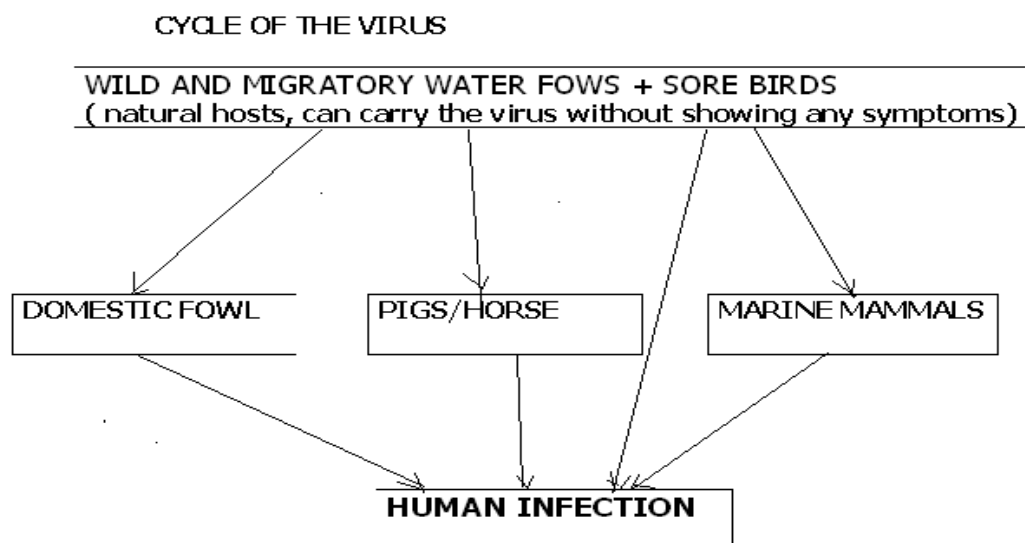 CYCLE OF THE VIRUS
WILD AND MIGRATORY WATER FOWS + SORE BIRDS
( natural hosts, can carry the virus without showing any symptoms)
DOMESTIC FOWL
PIGS/HORSE
MARINE MAMMALS
HUMAN INFECTION